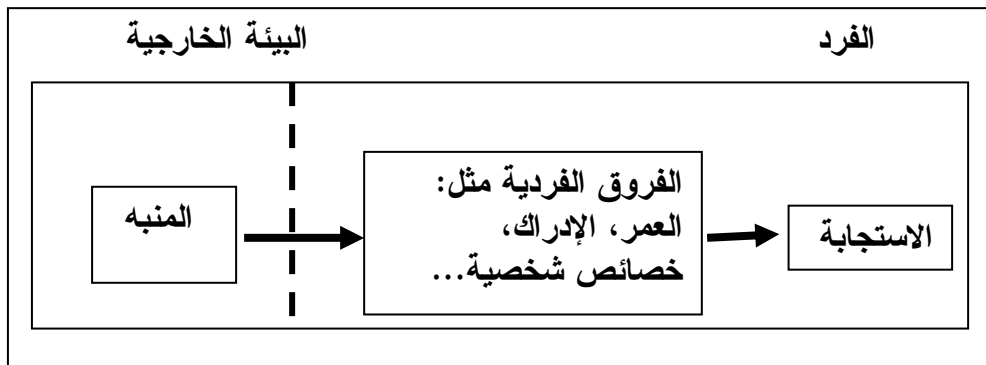 الفرد
البيئة الخارجية
المنبه
الفروق الفردية مثل:
العمر، الإدراك،
خصائص شخصية...
الاستجابة